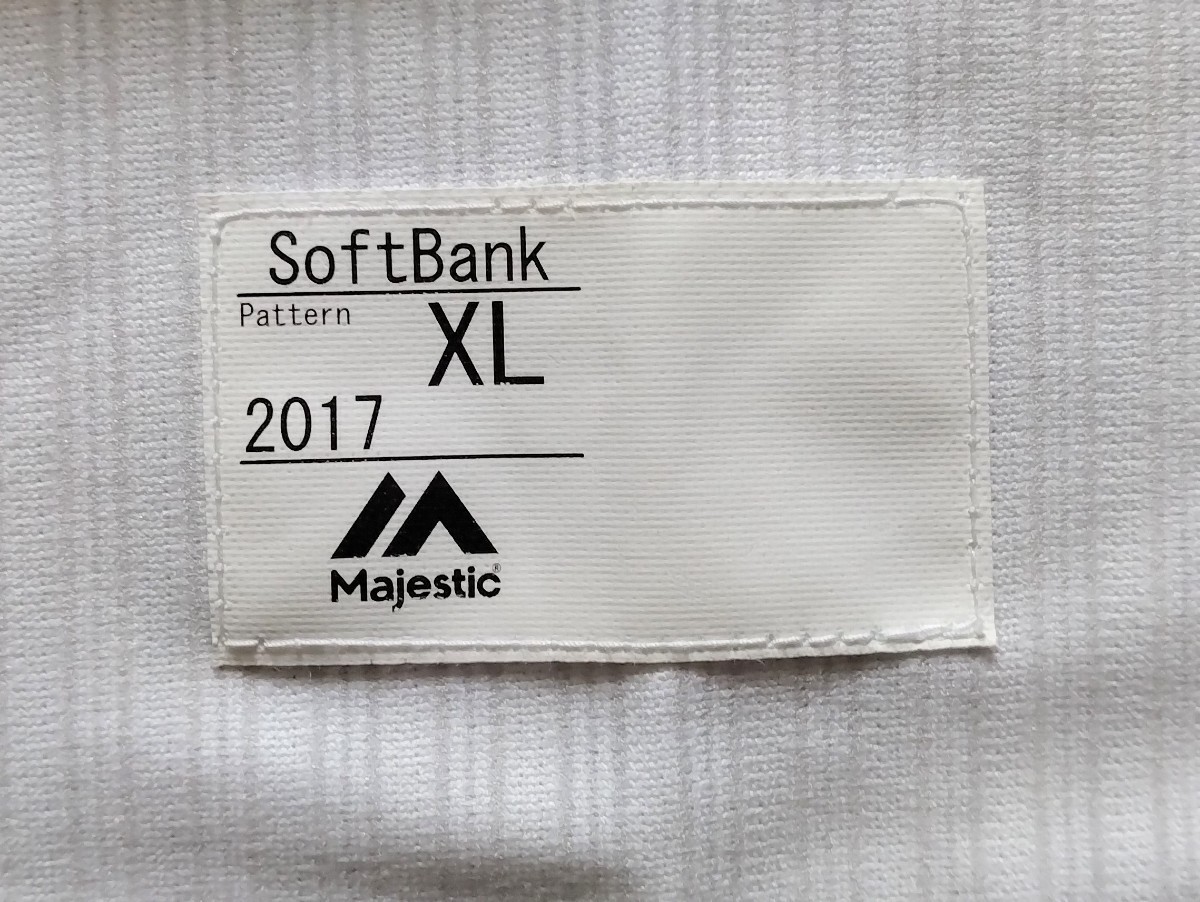 SoftBank
Pattern XL
2017
Majestic®